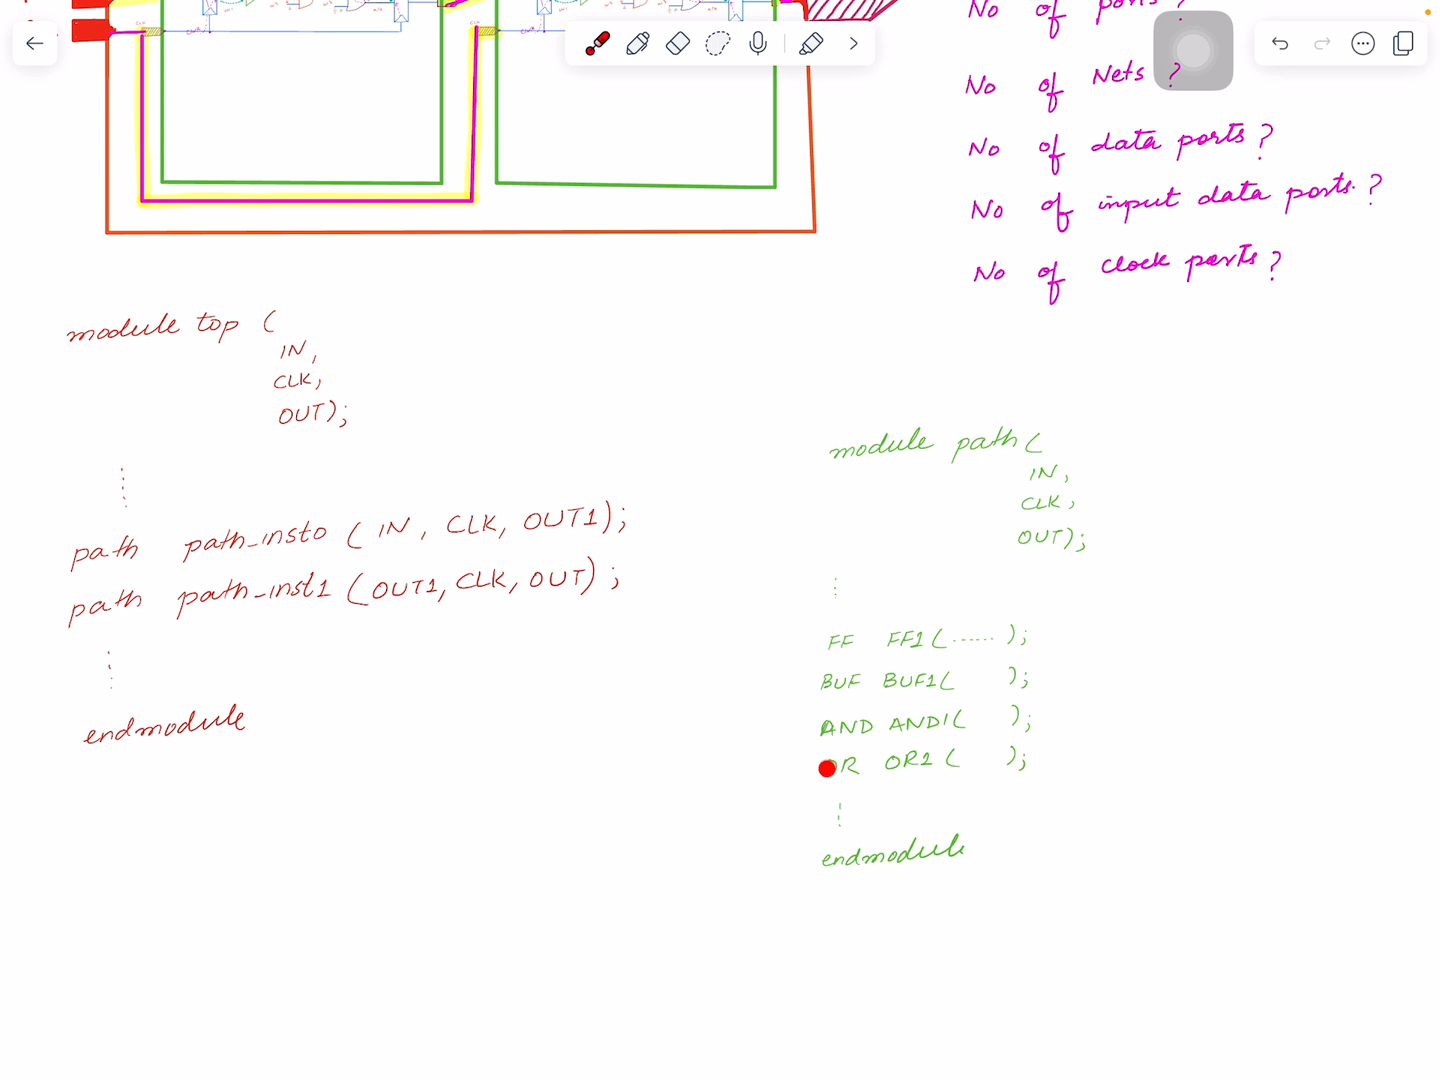 No of ports ?
No of Nets ?
No of data ports ?
No of input data ports. ?
No of clock ports ?
module top (
IN,
CLK,
OUT);
path path_inst0 ( IN, CLK, OUT1);
path path_inst1 (OUT1, CLK, OUT) ;
endmodule
module path (
IN,
CLK,
OUT);
FF FF1 ( ...... );
BUF BUF1( );
AND AND1( );
OR OR1 ( );
endmodule